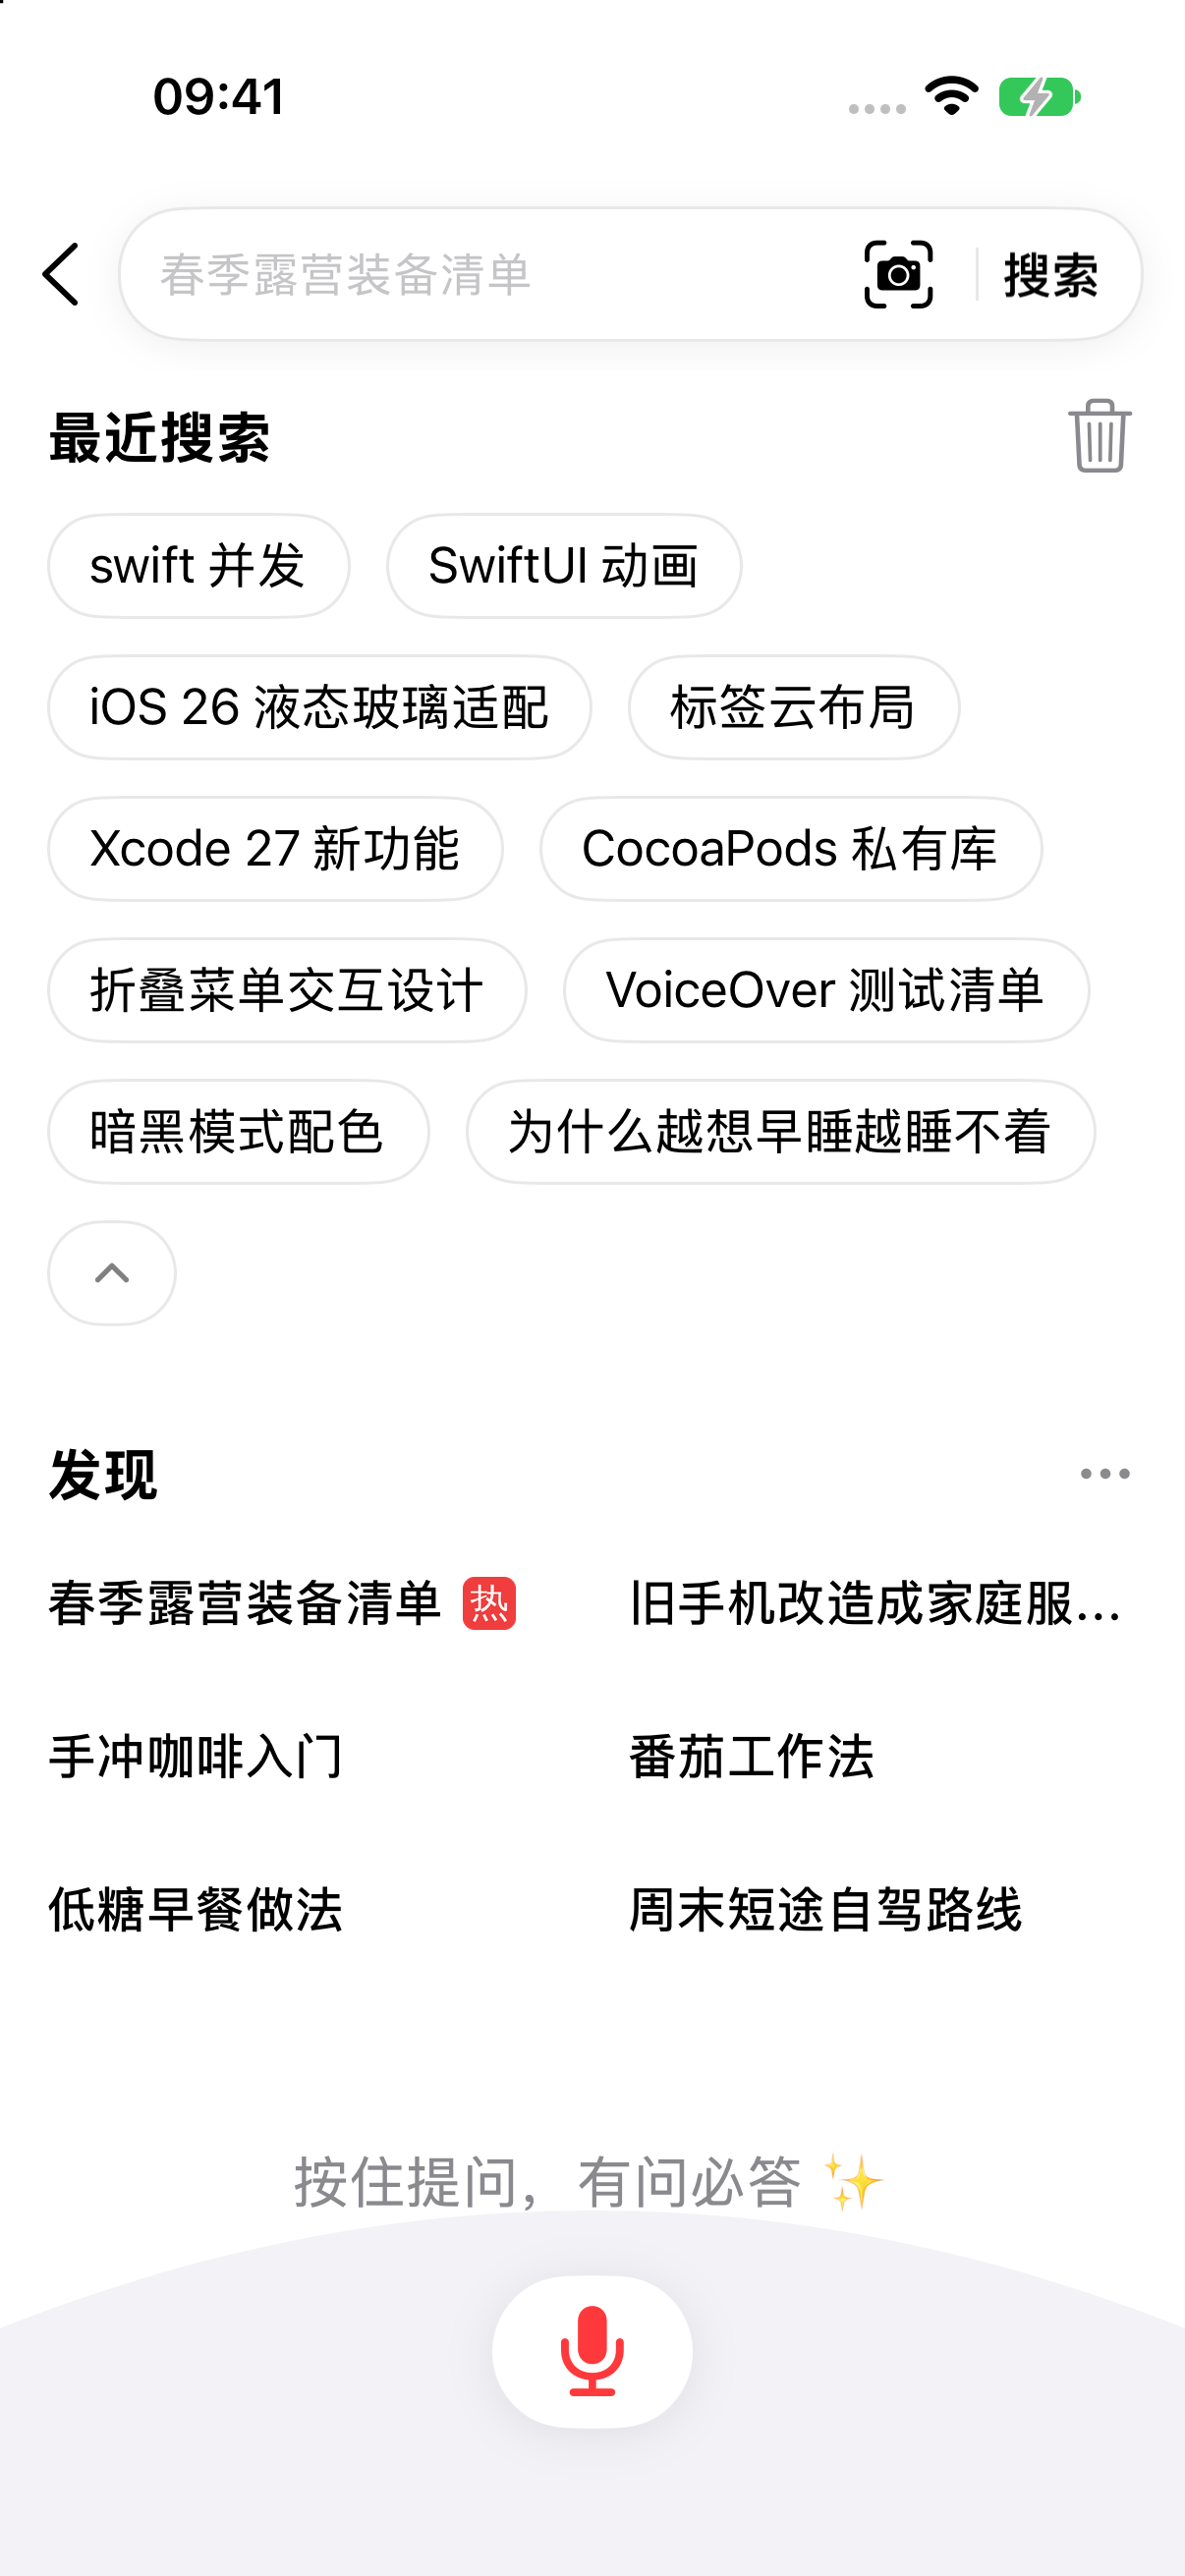 09:41
春季露营装备清单 搜索
最近搜索
swift 并发 SwiftUI 动画
iOS 26 液态玻璃适配 标签云布局
Xcode 27 新功能 CocoaPods 私有库
折叠菜单交互设计 VoiceOver 测试清单
暗黑模式配色 为什么越想早睡越睡不着
发现
春季露营装备清单 热 旧手机改造成家庭服...
手冲咖啡入门 番茄工作法
低糖早餐做法 周末短途自驾路线
按住提问，有问必答 ✨